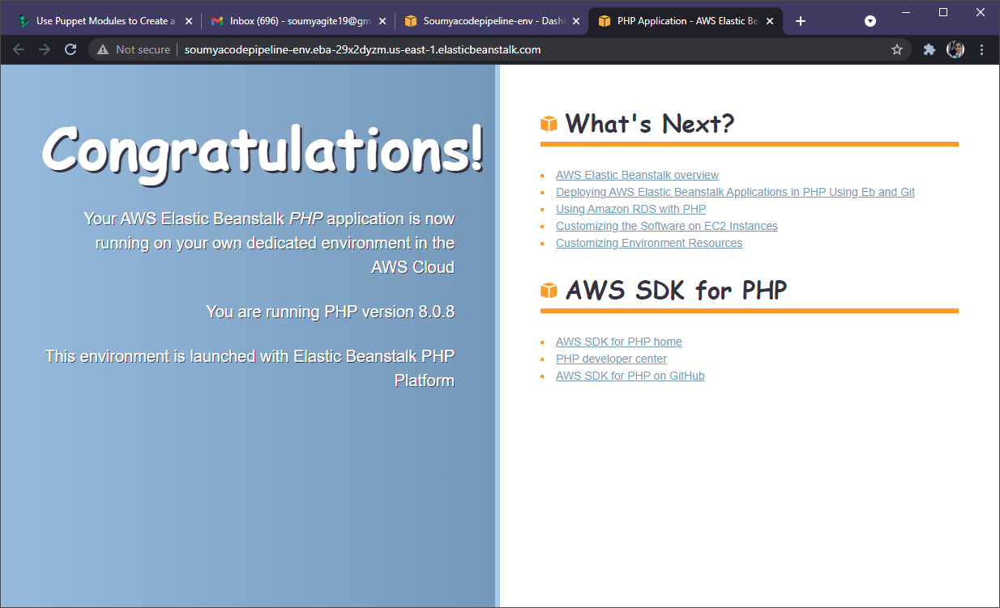 Use Puppet Modules to Create a
Inbox (696) - soumyagite19@gm
Soumyacodepipeline-env - Dash
PHP Application - AWS Elastic Be
Not secure
soumyacodepipeline-env.eba-29x2dyzm.us-east-1.elasticbeanstalk.com
Congratulations!
Your AWS Elastic Beanstalk PHP application is now
running on your own dedicated environment in the
AWS Cloud
You are running PHP version 8.0.8
This environment is launched with Elastic Beanstalk PHP
Platform
What's Next?
AWS Elastic Beanstalk overview
Deploying AWS Elastic Beanstalk Applications in PHP Using Eb and Git
Using Amazon RDS with PHP
Customizing the Software on EC2 Instances
Customizing Environment Resources
AWS SDK for PHP
AWS SDK for PHP home
PHP developer center
AWS SDK for PHP on GitHub